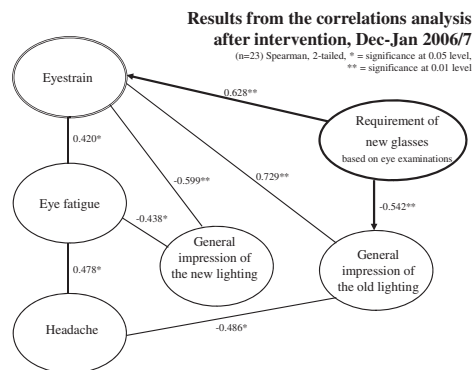 Results from the correlations analysis
after intervention, Dec-Jan 2006/7
(n=23) Spearman, 2-tailed, * = significance at 0.05 level,
** = significance at 0.01 level
Eyestrain
0.628**
Requirement of
new glasses
based on eye examinations
0.420*
-0.599**
0.729**
-0.542**
Eye fatigue
-0.438*
General
impression of
the new lighting
General
impression of
the old lighting
0.478*
Headache
-0.486*